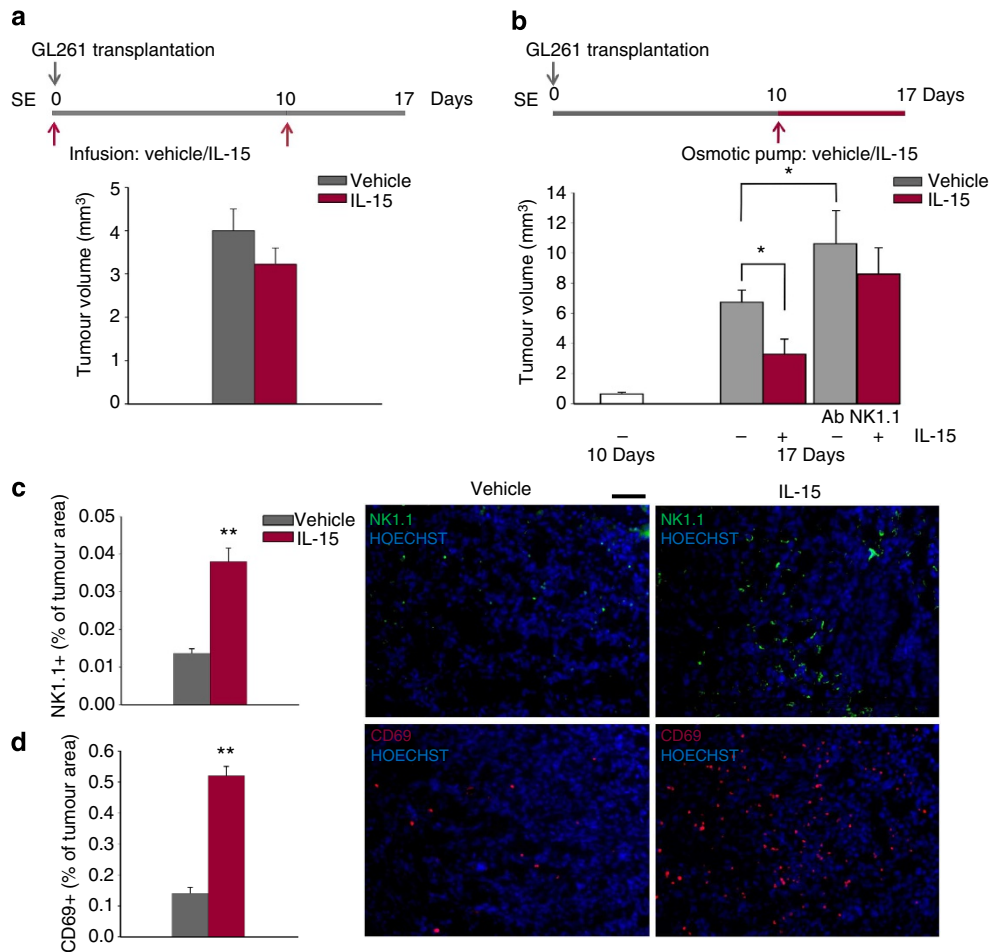 a
GL261 transplantation
SE 0 10 17 Days
Infusion: vehicle/IL-15
Vehicle
IL-15
Tumour volume (mm³)
5
4
3
2
1
0
b
GL261 transplantation
SE 0 10 17 Days
Osmotic pump: vehicle/IL-15
Vehicle
IL-15
Tumour volume (mm³)
14
12
10
8
6
4
2
0
*
*
Ab NK1.1
– – + – + IL-15
10 Days 17 Days
c
NK1.1+ (% of tumour area)
0.05
0.04
0.03
0.02
0.01
0.00
**
Vehicle
IL-15
Vehicle
IL-15
NK1.1
HOECHST
NK1.1
HOECHST
d
CD69+ (% of tumour area)
0.6
0.5
0.4
0.3
0.2
0.1
0.0
**
CD69
HOECHST
CD69
HOECHST